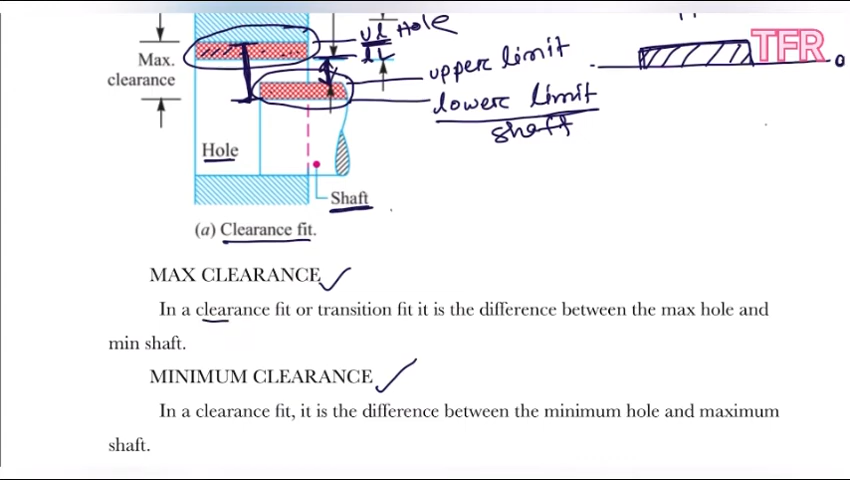 ul Hole
ll
TFR
Max.
clearance
upper limit
lower limit
shaft
Hole
Shaft
(a) Clearance fit.
MAX CLEARANCE
In a clearance fit or transition fit it is the difference between the max hole and
min shaft.
MINIMUM CLEARANCE
In a clearance fit, it is the difference between the minimum hole and maximum
shaft.